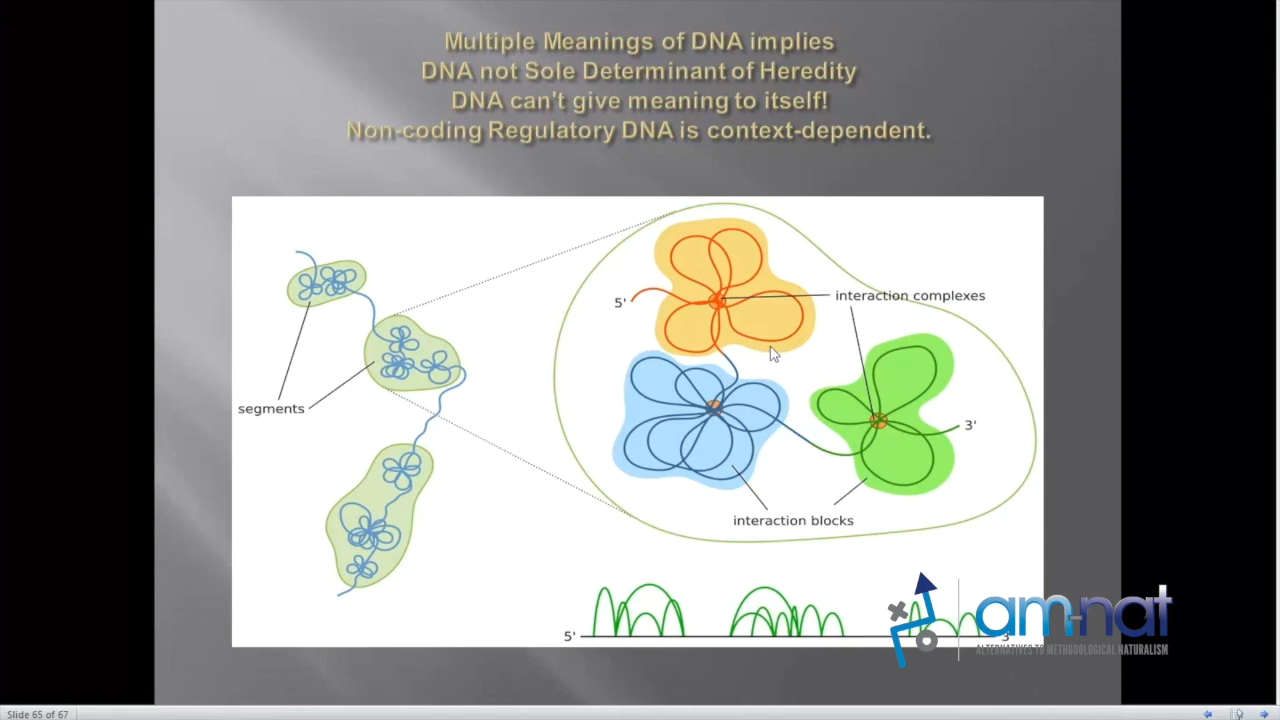 Multiple Meanings of DNA implies
DNA not Sole Determinant of Heredity
DNA can't give meaning to itself!
Non-coding Regulatory DNA is context-dependent.
5'
interaction complexes
segments
3'
interaction blocks
5'
3'
am-nat
ALTERNATIVES TO METHODOLOGICAL NATURALISM
Slide 65 of 67